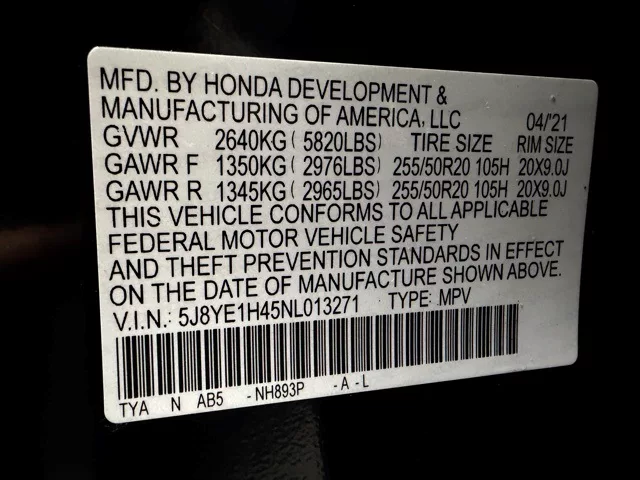 MFD. BY HONDA DEVELOPMENT &
MANUFACTURING OF AMERICA, LLC 04/'21
GVWR 2640KG ( 5820LBS) TIRE SIZE RIM SIZE
GAWR F 1350KG ( 2976LBS) 255/50R20 105H 20X9.0J
GAWR R 1345KG ( 2965LBS) 255/50R20 105H 20X9.0J
THIS VEHICLE CONFORMS TO ALL APPLICABLE
FEDERAL MOTOR VEHICLE SAFETY
AND THEFT PREVENTION STANDARDS IN EFFECT
ON THE DATE OF MANUFACTURE SHOWN ABOVE.
V.I.N.: 5J8YE1H45NL013271 TYPE: MPV
TYA N AB5 -NH893P -A-L